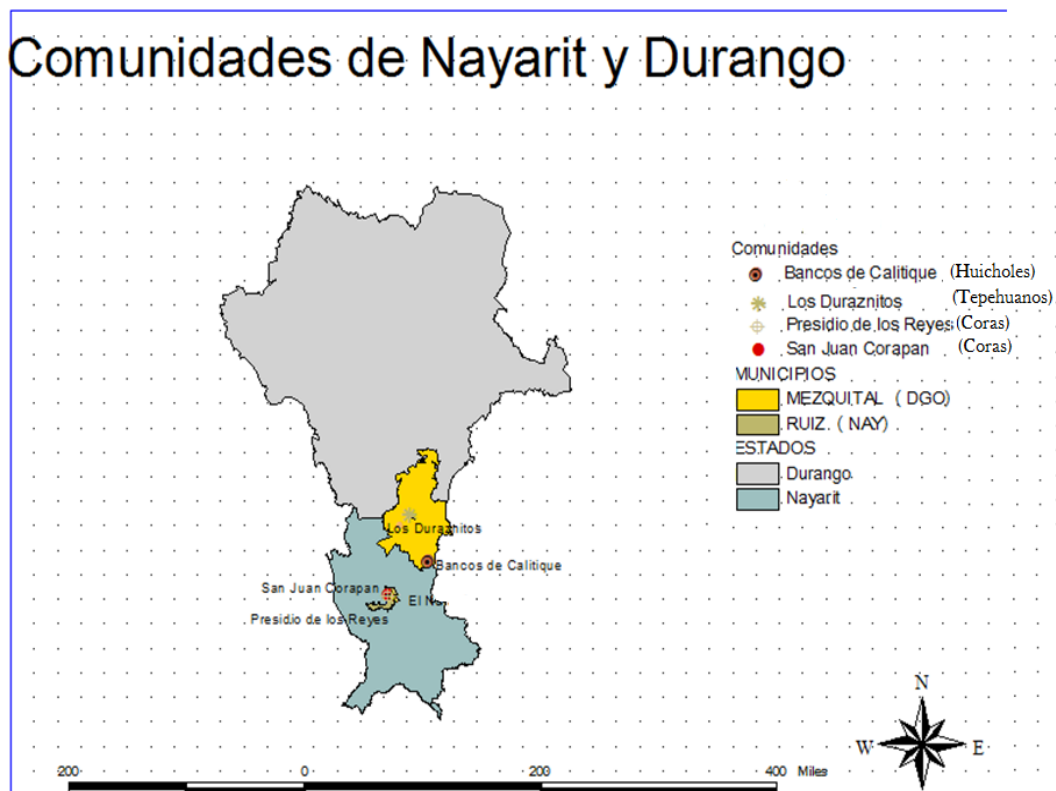 Comunidades de Nayarit y Durango
Comunidades
Bancos de Calitique (Huicholes)
Los Duraznitos (Tepehuanos)
Presidio de los Reyes (Coras)
San Juan Corapan (Coras)
MUNICIPIOS
MEZQUITAL ( DGO)
RUIZ. ( NAY)
ESTADOS
Durango
Nayarit
Los Duraznitos
Bancos de Calitique
San Juan Corapan
El
Presidio de los Reyes
N
W E
S
200 0 200 400 Miles